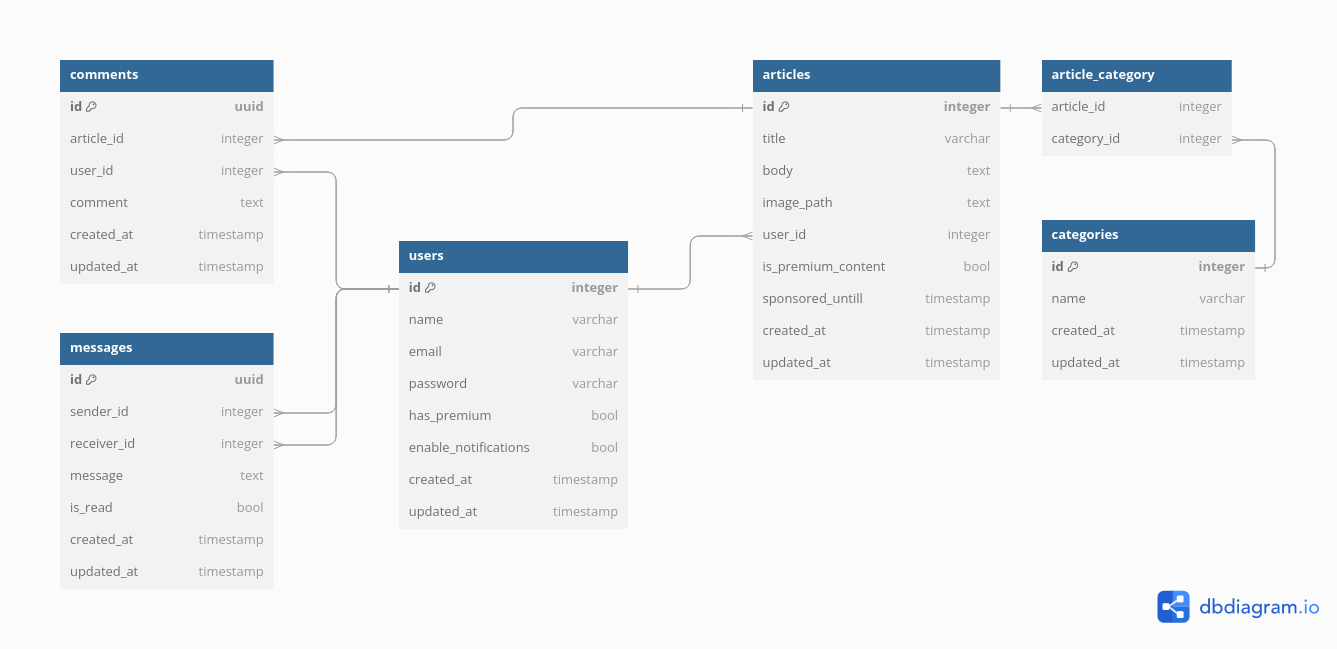 comments
id uuid
article_id integer
user_id integer
comment text
created_at timestamp
updated_at timestamp
messages
id uuid
sender_id integer
receiver_id integer
message text
is_read bool
created_at timestamp
updated_at timestamp
users
id integer
name varchar
email varchar
password varchar
has_premium bool
enable_notifications bool
created_at timestamp
updated_at timestamp
articles
id integer
title varchar
body text
image_path text
user_id integer
is_premium_content bool
sponsored_untill timestamp
created_at timestamp
updated_at timestamp
article_category
article_id integer
category_id integer
categories
id integer
name varchar
created_at timestamp
updated_at timestamp
dbdiagram.io